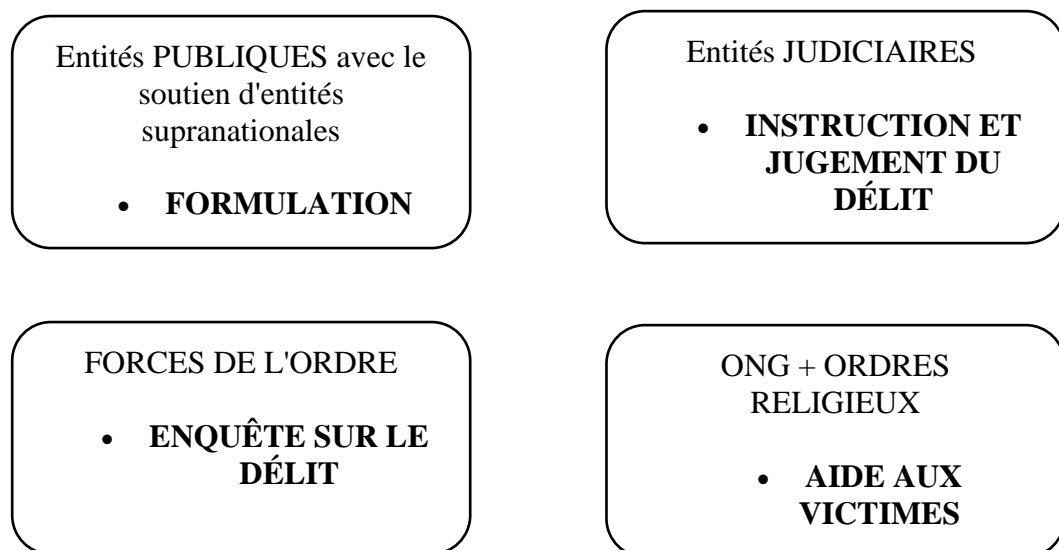 Entités PUBLIQUES avec le
soutien d'entités
supranationales
• FORMULATION
Entités JUDICIAIRES
• INSTRUCTION ET
JUGEMENT DU
DÉLIT
FORCES DE L'ORDRE
• ENQUÊTE SUR LE
DÉLIT
ONG + ORDRES
RELIGIEUX
• AIDE AUX
VICTIMES